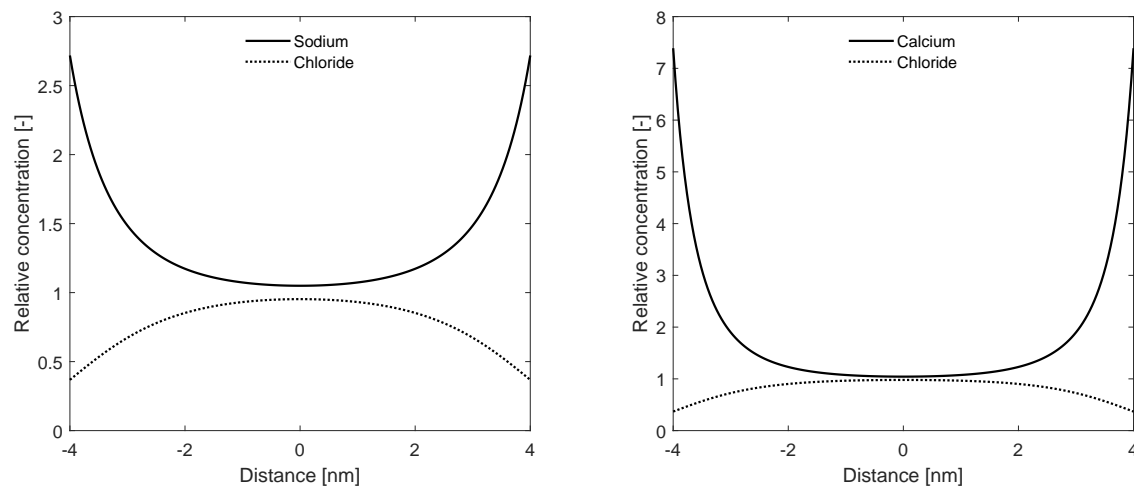 3
2.5
2
1.5
1
0.5
0
Relative concentration [-]
Sodium
Chloride
-4 -2 0 2 4
Distance [nm]
8
7
6
5
4
3
2
1
0
Relative concentration [-]
Calcium
Chloride
-4 -2 0 2 4
Distance [nm]